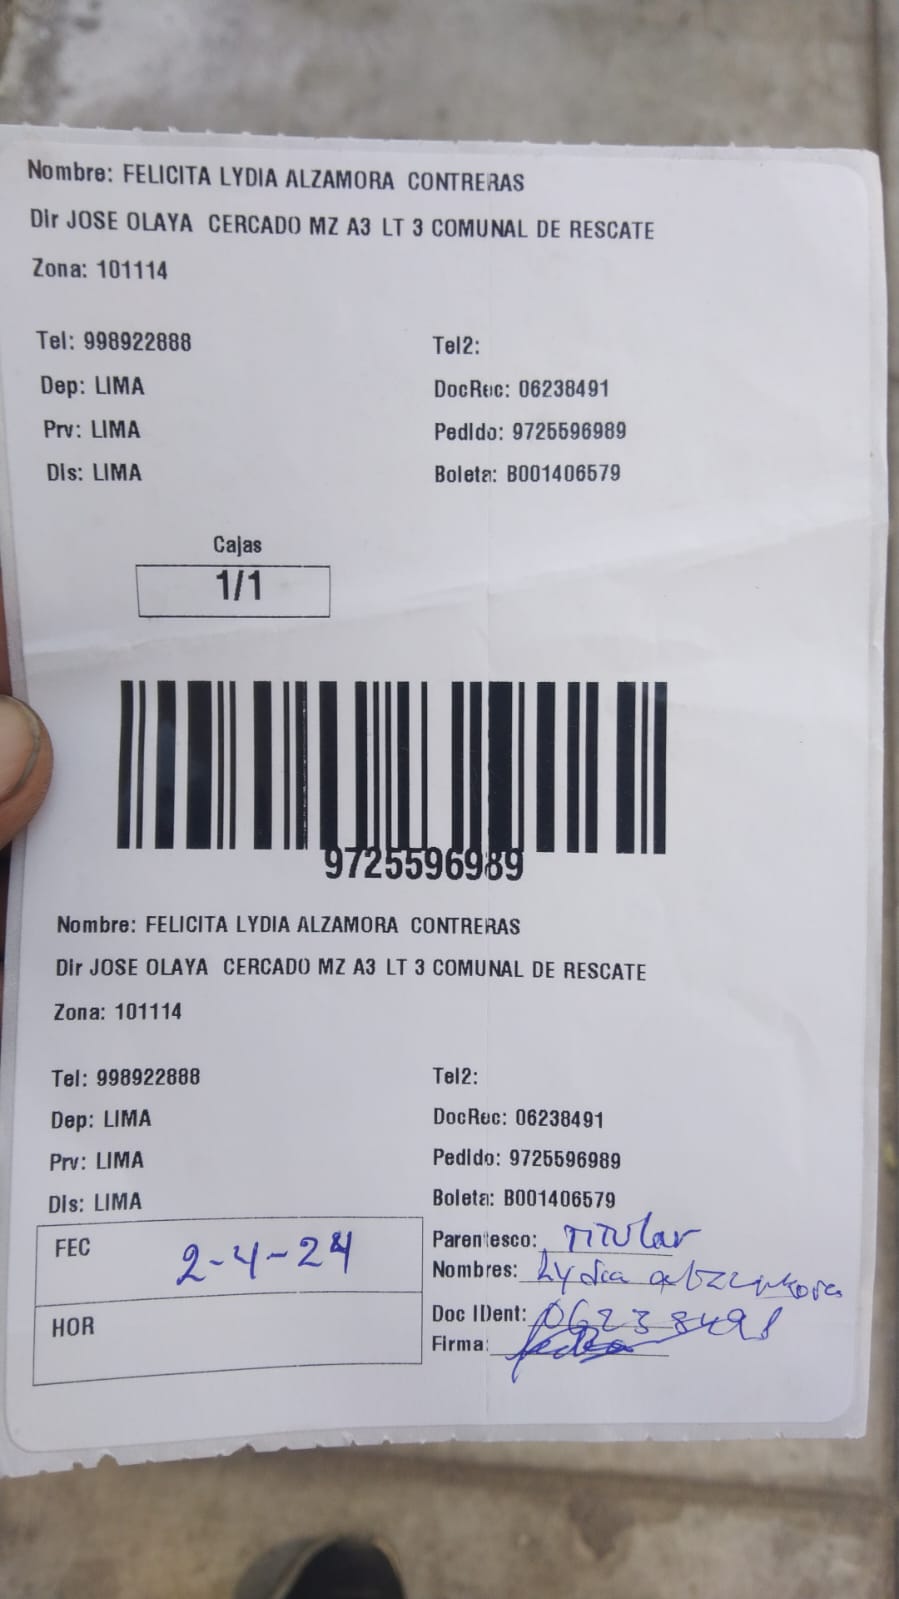 Nombre: FELICITA LYDIA ALZAMORA CONTRERAS
Dir JOSE OLAYA CERCADO MZ A3 LT 3 COMUNAL DE RESCATE
Zona: 101114
Tel: 998922888 Tel2:
Dep: LIMA DocRec: 06238491
Prv: LIMA Pedido: 9725596989
Dis: LIMA Boleta: B001406579
Cajas
1/1
9725596989
Nombre: FELICITA LYDIA ALZAMORA CONTRERAS
Dir JOSE OLAYA CERCADO MZ A3 LT 3 COMUNAL DE RESCATE
Zona: 101114
Tel: 998922888 Tel2:
Dep: LIMA DocRec: 06238491
Prv: LIMA Pedido: 9725596989
Dis: LIMA Boleta: B001406579
FEC 2-4-24 Parentesco: Titular
Nombres: Lydia
HOR Doc IDent: 06238491
Firma: